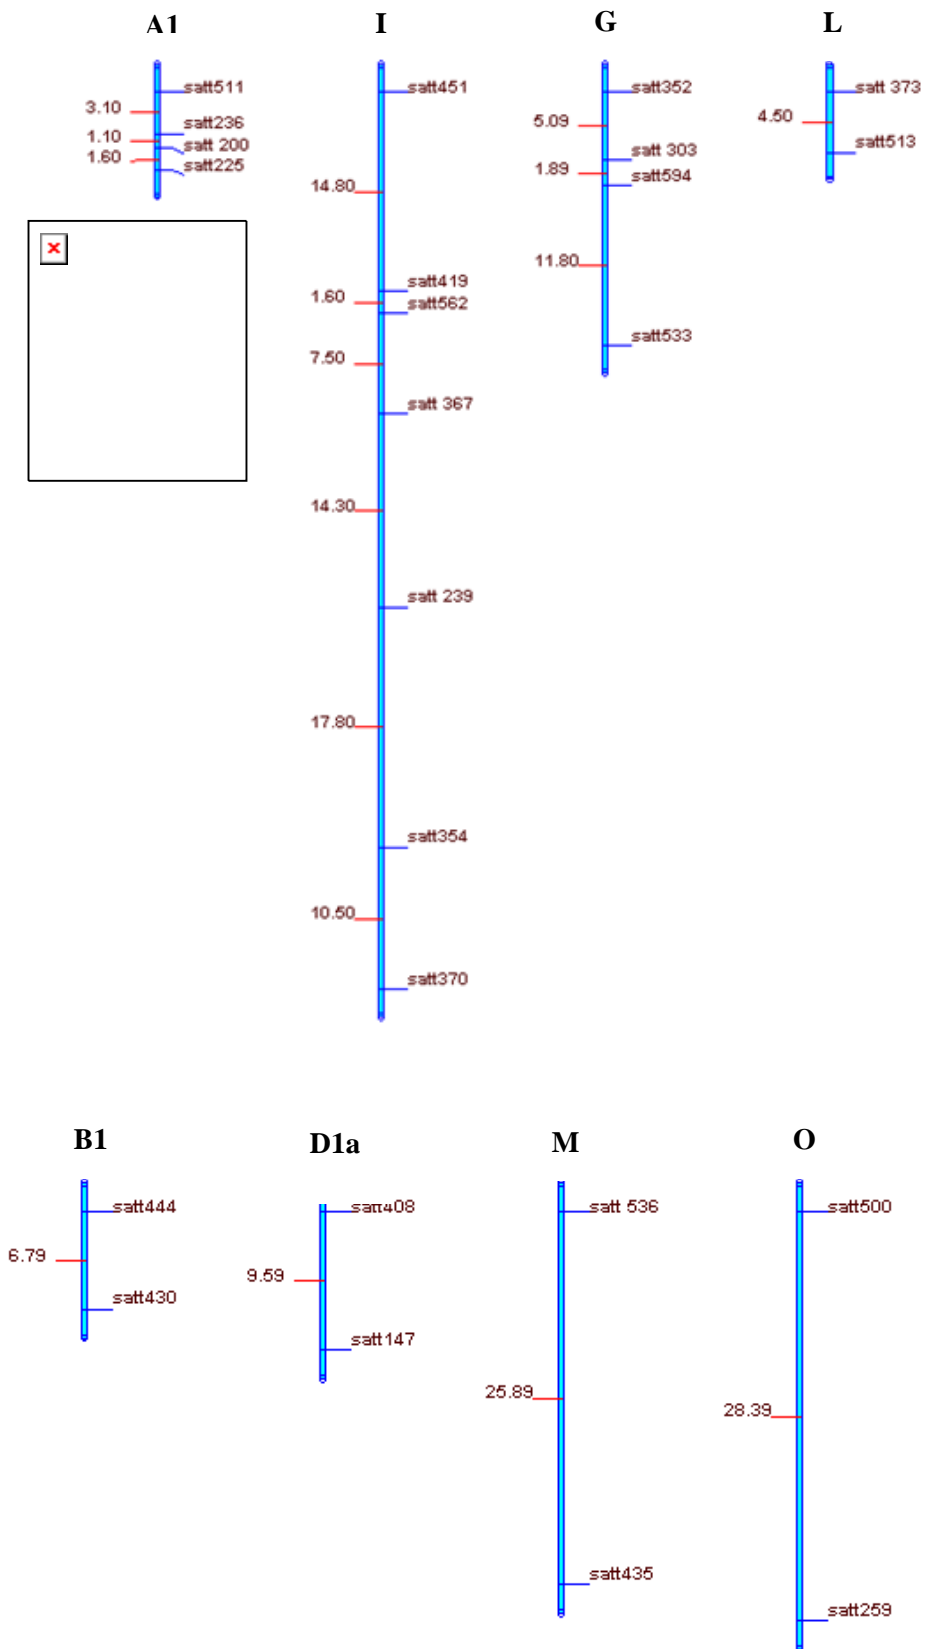 A1
I
G
L
satt511
3.10
satt236
1.10
satt 200
1.60
satt225
satt451
14.80
satt419
1.60
satt562
7.50
satt 367
14.30
satt 239
17.80
satt354
10.50
satt370
satt352
5.09
satt 303
1.89
satt594
11.80
satt533
satt 373
4.50
satt513
B1
D1a
M
O
satt444
6.79
satt430
satt408
9.59
satt147
satt 536
25.89
satt435
satt500
28.39
satt259